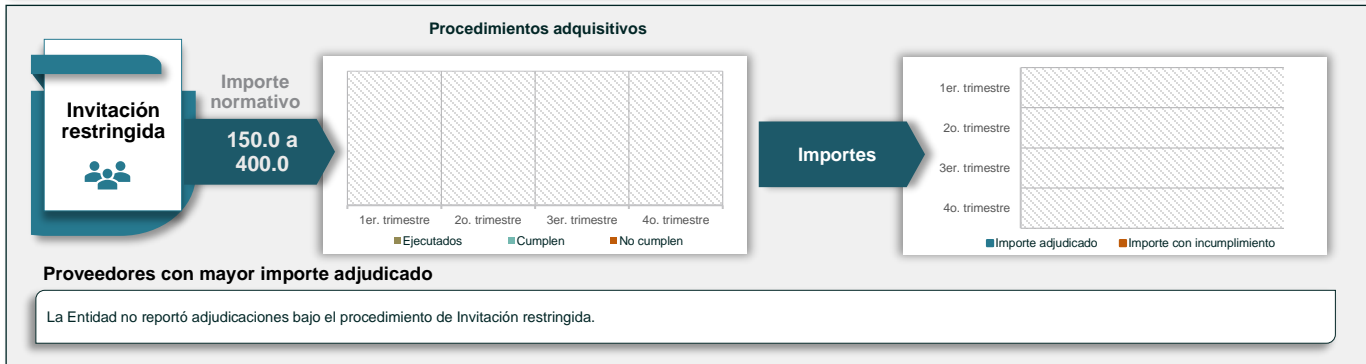 Procedimientos adquisitivos
Invitación
restringida
Importe
normativo
150.0 a
400.0
1er. trimestre
2o. trimestre
3er. trimestre
4o. trimestre
Ejecutados
Cumplen
No cumplen
Importes
1er. trimestre
2o. trimestre
3er. trimestre
4o. trimestre
Importe adjudicado
Importe con incumplimiento
Proveedores con mayor importe adjudicado
La Entidad no reportó adjudicaciones bajo el procedimiento de Invitación restringida.